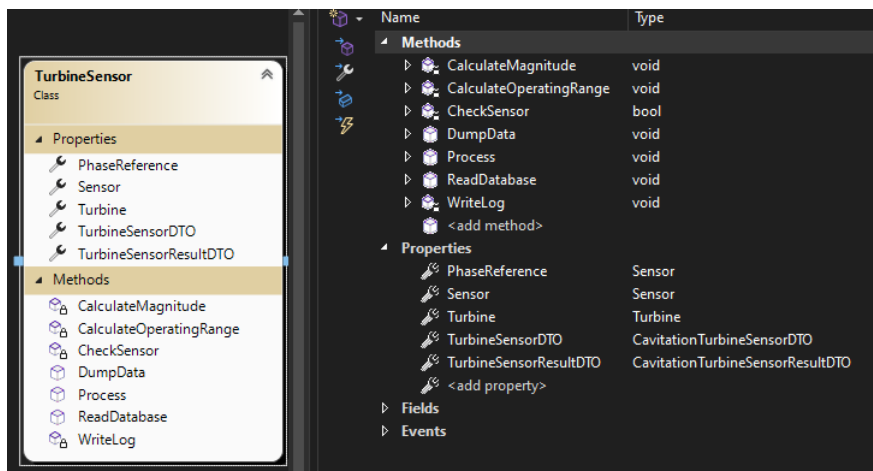 TurbineSensor
Class
Properties
PhaseReference
Sensor
Turbine
TurbineSensorDTO
TurbineSensorResultDTO
Methods
CalculateMagnitude
CalculateOperatingRange
CheckSensor
DumpData
Process
ReadDatabase
WriteLog
Name Type
Methods
CalculateMagnitude void
CalculateOperatingRange void
CheckSensor bool
DumpData void
Process void
ReadDatabase void
WriteLog void
<add method>
Properties
PhaseReference Sensor
Sensor Sensor
Turbine Turbine
TurbineSensorDTO CavitationTurbineSensorDTO
TurbineSensorResultDTO CavitationTurbineSensorResultDTO
<add property>
Fields
Events